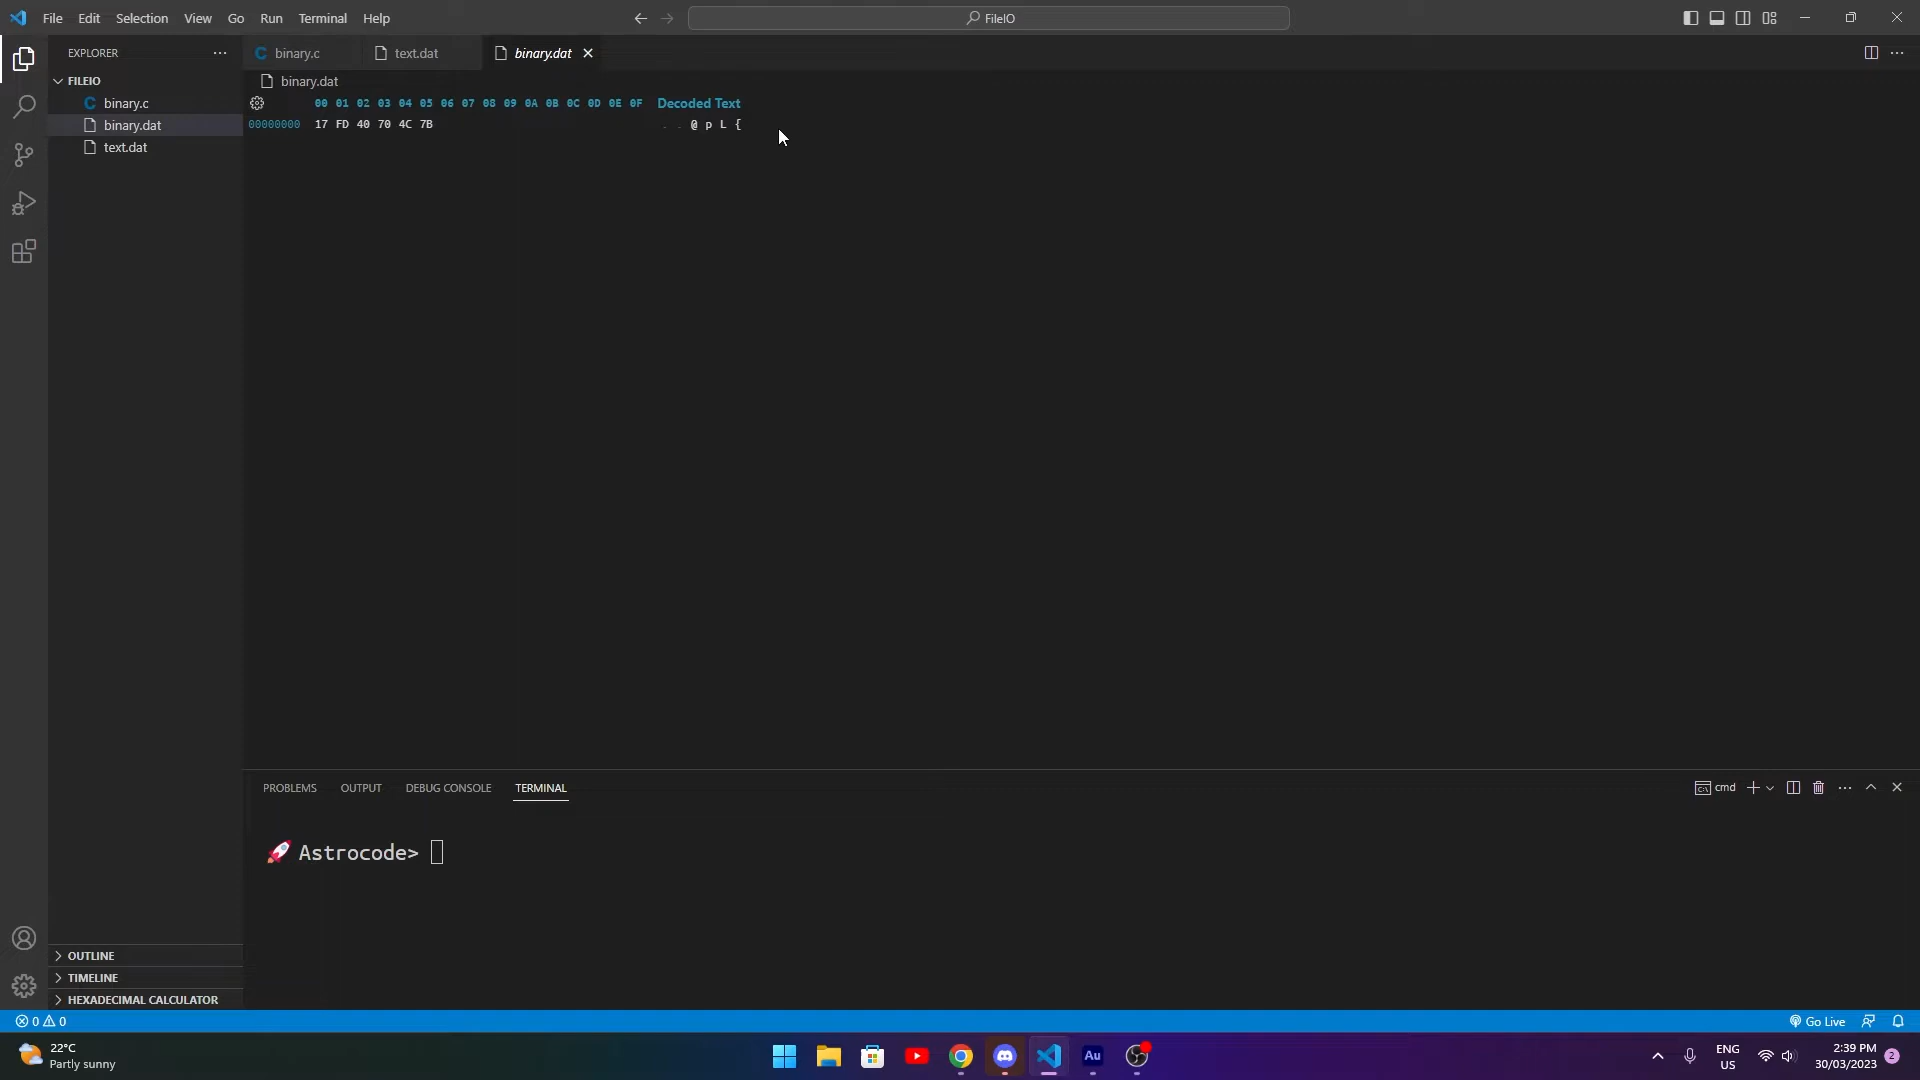 File Edit Selection View Go Run Terminal Help
FileIO
EXPLORER
binary.c
text.dat
binary.dat
FILEIO
binary.dat
binary.c
00 01 02 03 04 05 06 07 08 09 0A 0B 0C 0D 0E 0F Decoded Text
binary.dat
00000000 17 FD 40 70 4C 7B . . @ p L {
text.dat
PROBLEMS OUTPUT DEBUG CONSOLE TERMINAL
cmd
Astrocode>
OUTLINE
TIMELINE
HEXADECIMAL CALCULATOR
0 0
Go Live
22°C
Partly sunny
Au
ENG
US
2:39 PM
30/03/2023
2